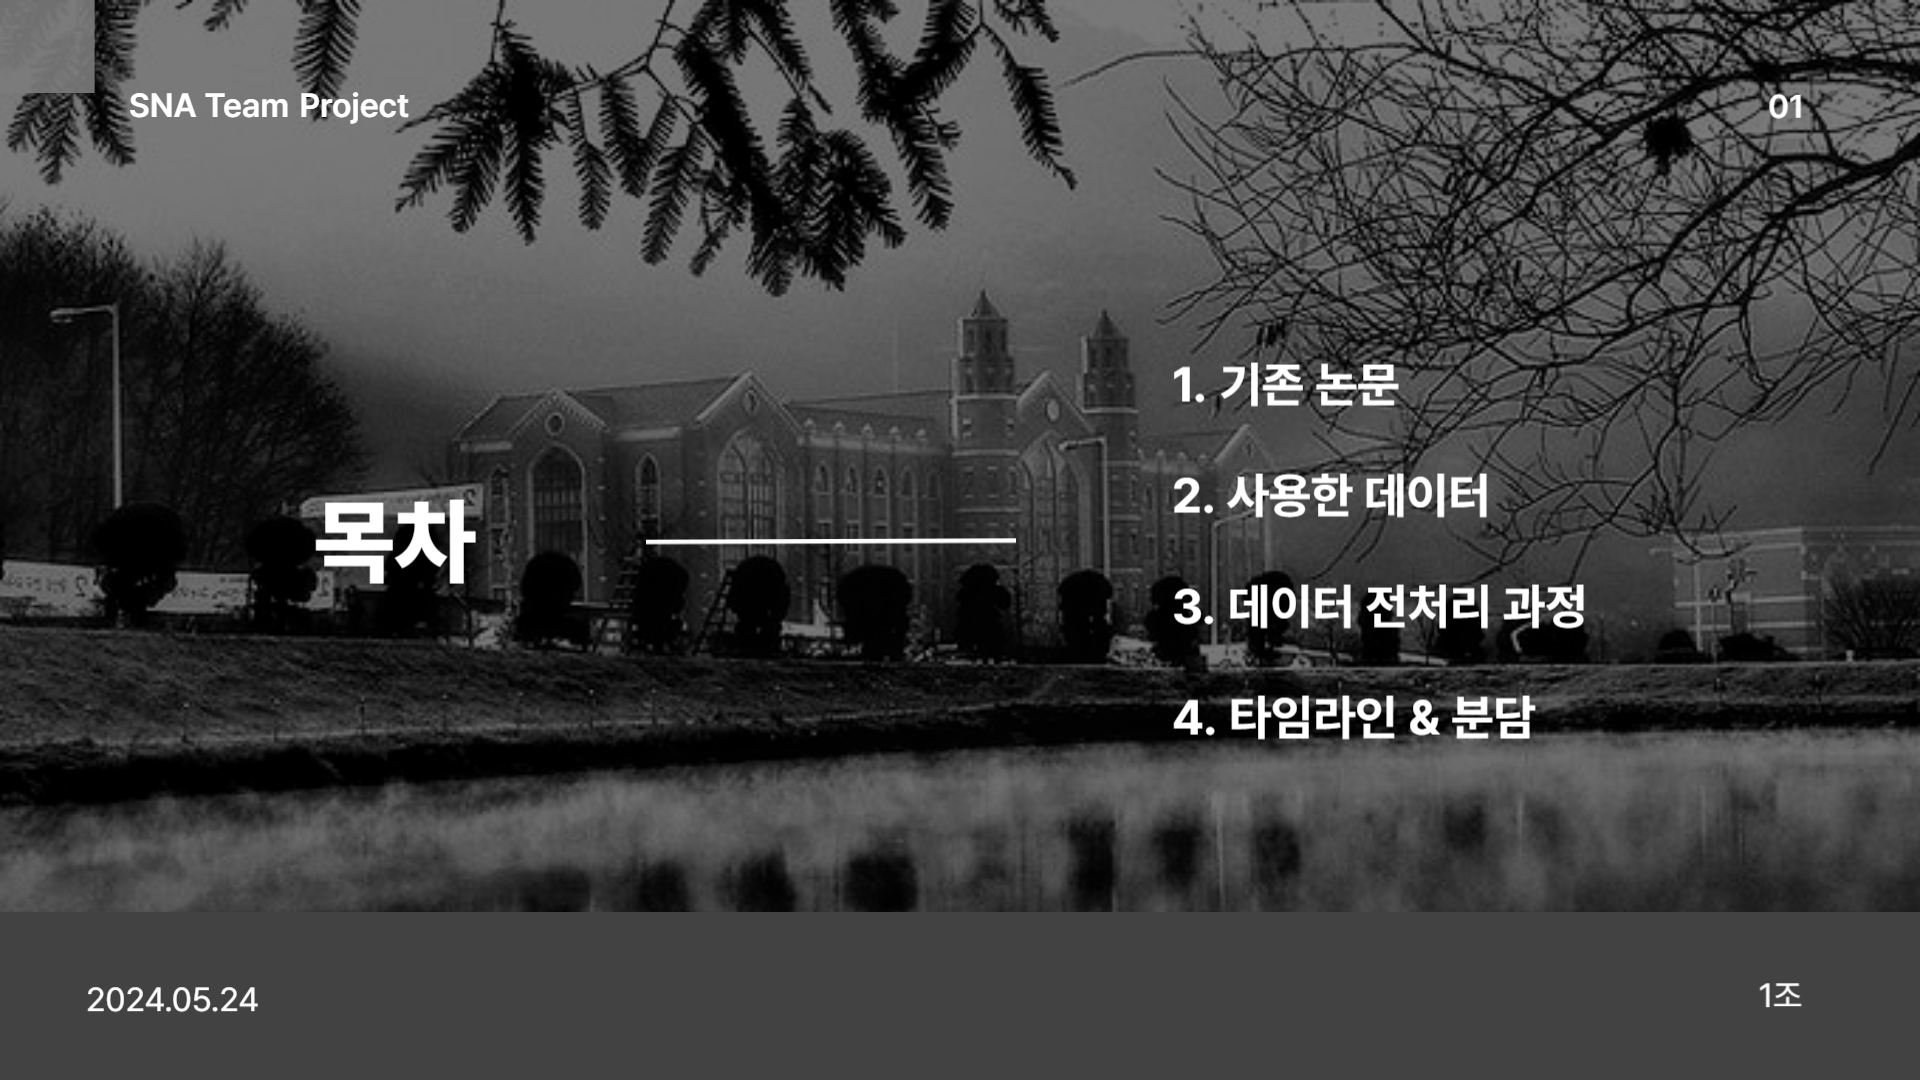 SNA Team Project
01
목차
1. 기존 논문
2. 사용한 데이터
3. 데이터 전처리 과정
4. 타임라인 & 분담
2024.05.24
1조